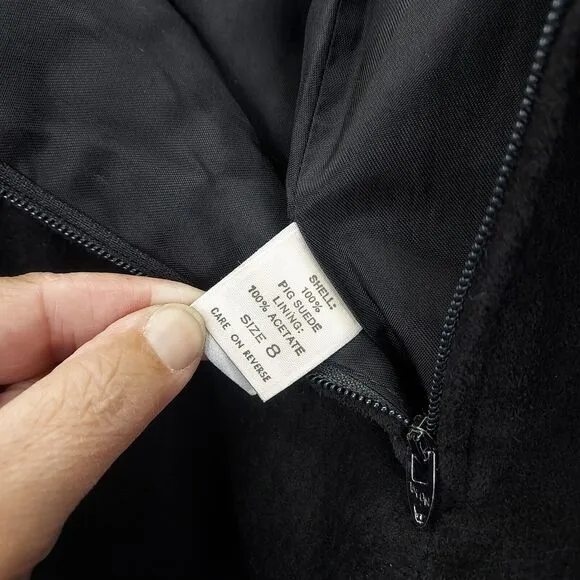 SHELL:
100%
PIG SUEDE
LINING:
100% ACETATE
SIZE 8
CARE ON REVERSE